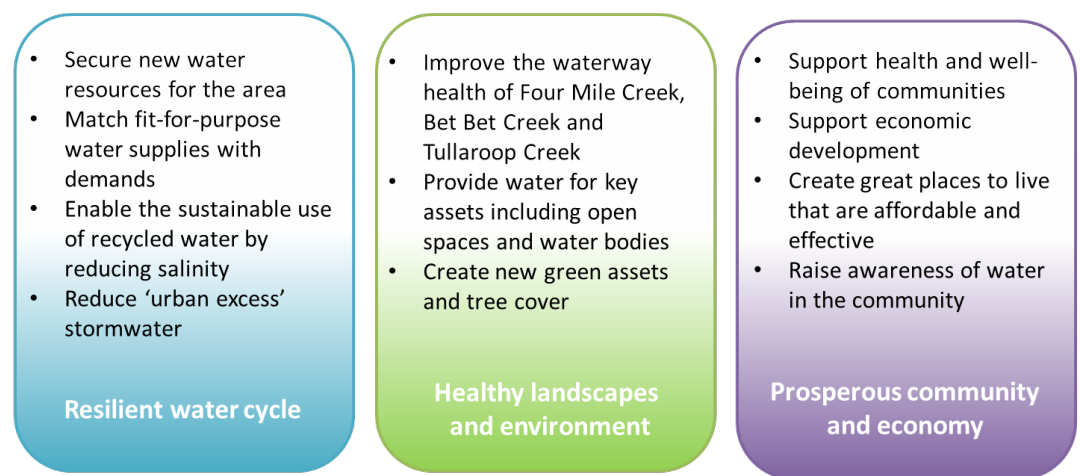 • Secure new water
resources for the area
• Match fit-for-purpose
water supplies with
demands
• Enable the sustainable use
of recycled water by
reducing salinity
• Reduce ‘urban excess’
stormwater
Resilient water cycle
• Improve the waterway
health of Four Mile Creek,
Bet Bet Creek and
Tullaroop Creek
• Provide water for key
assets including open
spaces and water bodies
• Create new green assets
and tree cover
Healthy landscapes
and environment
• Support health and well-
being of communities
• Support economic
development
• Create great places to live
that are affordable and
effective
• Raise awareness of water
in the community
Prosperous community
and economy